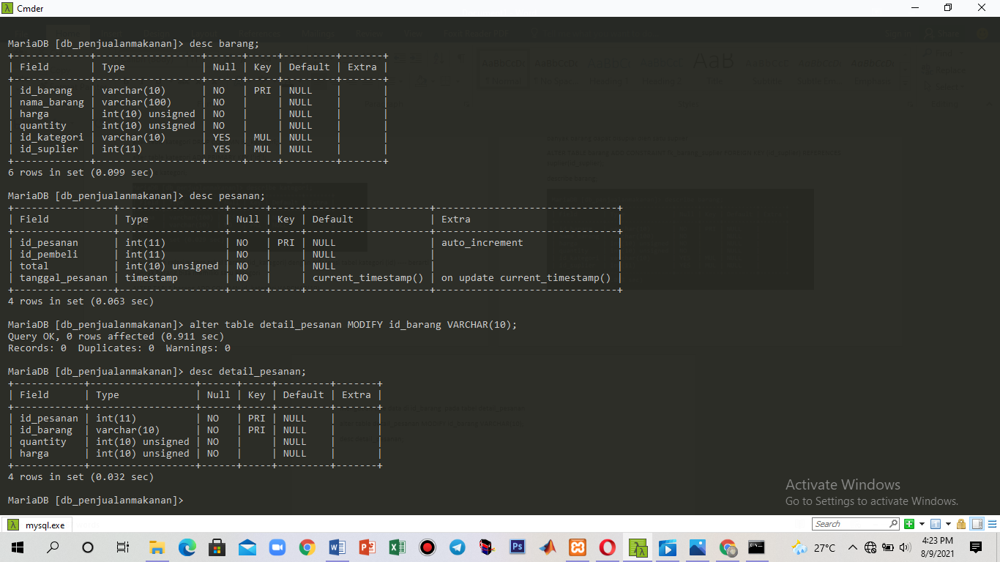 Cmder
MariaDB [db_penjualanmakanan]> desc barang;
+-------------+------------------+------+-----+---------+-------+
| Field       | Type             | Null | Key | Default | Extra |
+-------------+------------------+------+-----+---------+-------+
| id_barang   | varchar(10)      | NO   | PRI | NULL    |       |
| nama_barang | varchar(100)     | NO   |     | NULL    |       |
| harga       | int(10) unsigned | NO   |     | NULL    |       |
| quantity    | int(10) unsigned | NO   |     | NULL    |       |
| id_kategori | varchar(10)      | YES  | MUL | NULL    |       |
| id_suplier  | int(11)          | YES  | MUL | NULL    |       |
+-------------+------------------+------+-----+---------+-------+
6 rows in set (0.099 sec)
MariaDB [db_penjualanmakanan]> desc pesanan;
+-----------------+------------------+------+-----+---------------------+-------------------------------+
| Field           | Type             | Null | Key | Default             | Extra                         |
+-----------------+------------------+------+-----+---------------------+-------------------------------+
| id_pesanan      | int(11)          | NO   | PRI | NULL                | auto_increment                |
| id_pembeli      | int(11)          | NO   |     | NULL                |                               |
| total           | int(10) unsigned | NO   |     | NULL                |                               |
| tanggal_pesanan | timestamp        | NO   |     | current_timestamp() | on update current_timestamp() |
+-----------------+------------------+------+-----+---------------------+-------------------------------+
4 rows in set (0.063 sec)
MariaDB [db_penjualanmakanan]> alter table detail_pesanan MODIFY id_barang VARCHAR(10);
Query OK, 0 rows affected (0.911 sec)
Records: 0  Duplicates: 0  Warnings: 0
MariaDB [db_penjualanmakanan]> desc detail_pesanan;
+------------+------------------+------+-----+---------+-------+
| Field      | Type             | Null | Key | Default | Extra |
+------------+------------------+------+-----+---------+-------+
| id_pesanan | int(11)          | NO   | PRI | NULL    |       |
| id_barang  | varchar(10)      | NO   | PRI | NULL    |       |
| quantity   | int(10) unsigned | NO   |     | NULL    |       |
| harga      | int(10) unsigned | NO   |     | NULL    |       |
+------------+------------------+------+-----+---------+-------+
4 rows in set (0.032 sec)
MariaDB [db_penjualanmakanan]>
Activate Windows
Go to Settings to activate Windows.
mysql.exe
Search
27°C
4:23 PM
8/9/2021